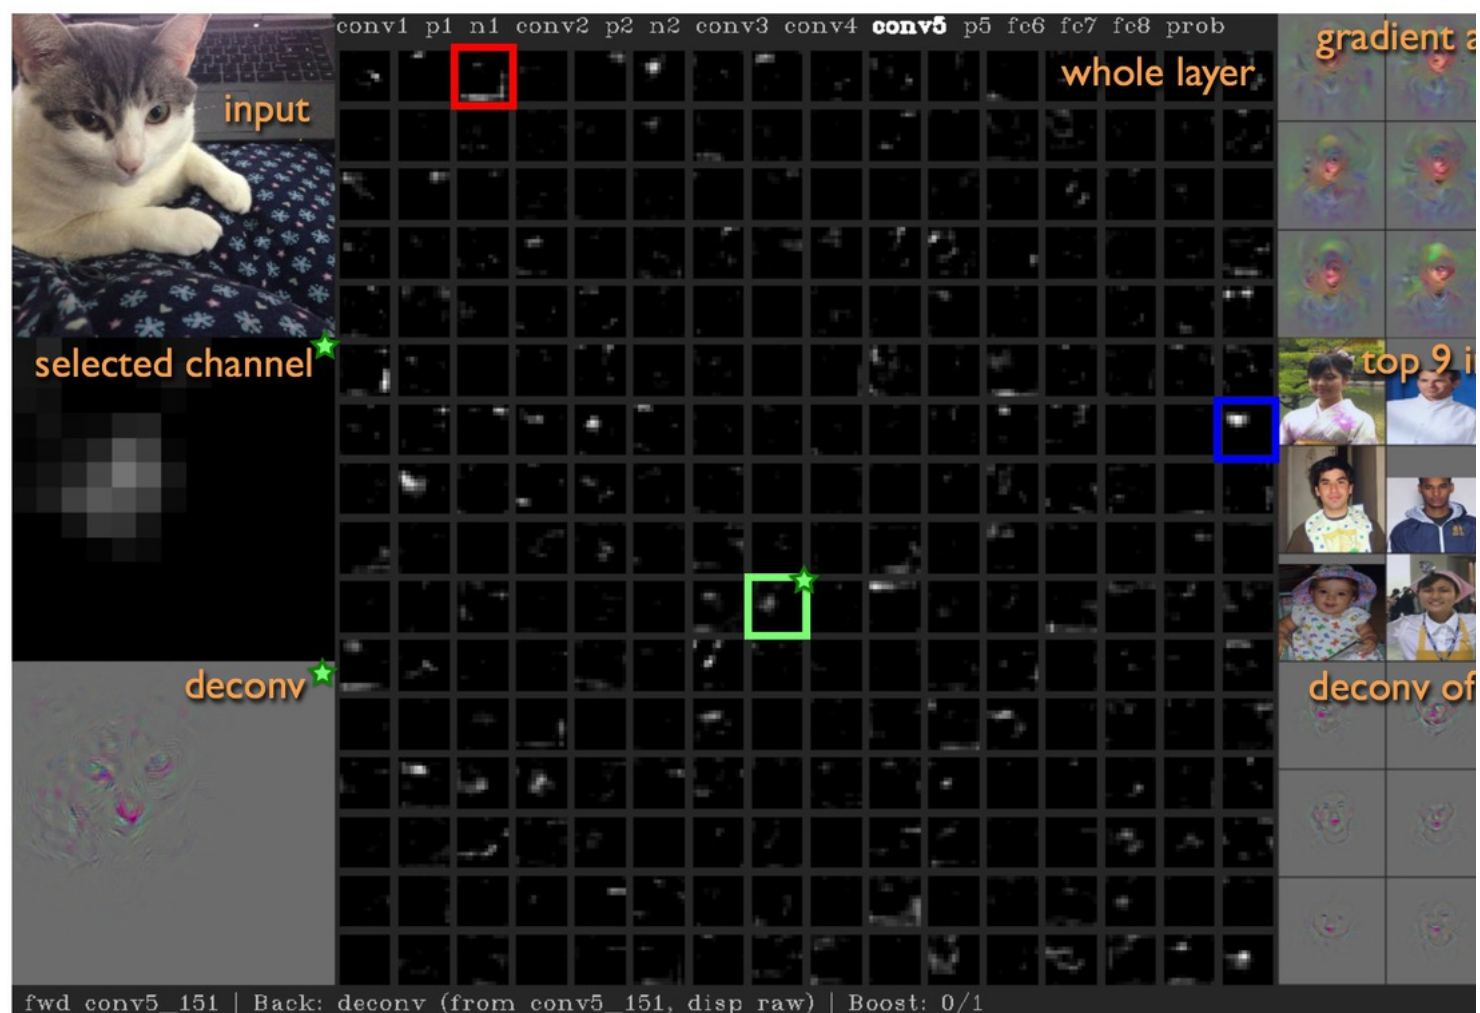 conv1 p1 n1 conv2 p2 n2 conv3 conv4 conv5 p5 fc6 fc7 fc8 prob
input
whole layer
gradient a
selected channel
top 9 i
deconv
deconv of
fwd conv5_151 | Back: deconv (from conv5_151, disp raw) | Boost: 0/1